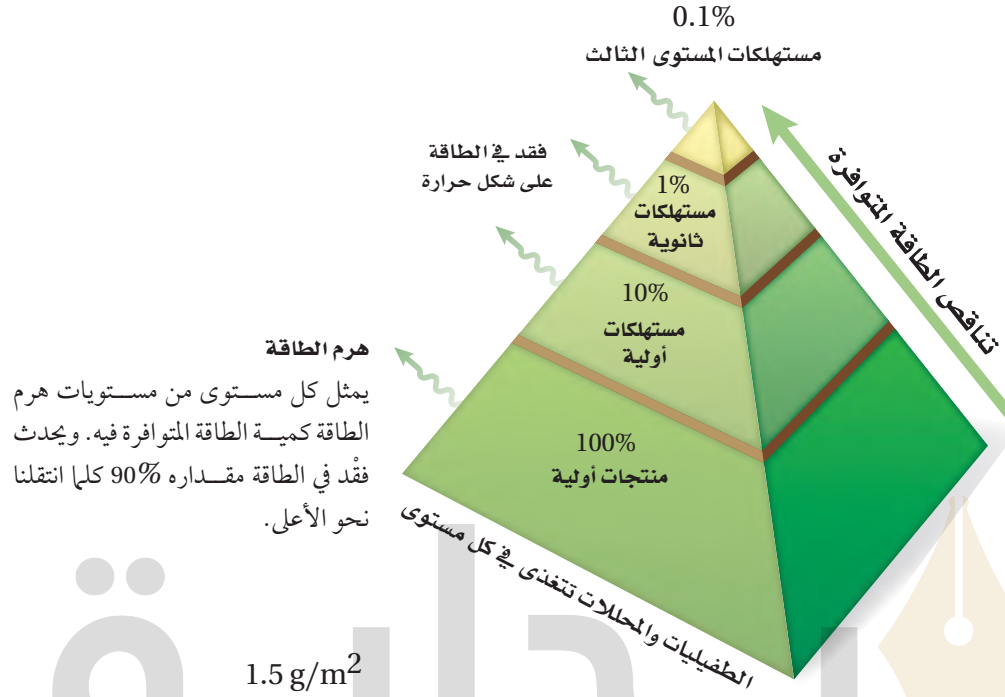 0.1%
مستهلكات المستوى الثالث
فقد في الطاقة
على شكل حرارة
تناقص الطاقة المتوافرة
1%
مستهلكات
ثانوية
10%
مستهلكات
أولية
100%
منتجات أولية
هرم الطاقة
يمثل كل مستوى من مستويات هرم
الطاقة كمية الطاقة المتوافرة فيه. ويحدث
فقْد في الطاقة مقداره 90% كلما انتقلنا
نحو الأعلى.
الطفيليات والمحللات تتغذى في كل مستوى
1.5 g/m²